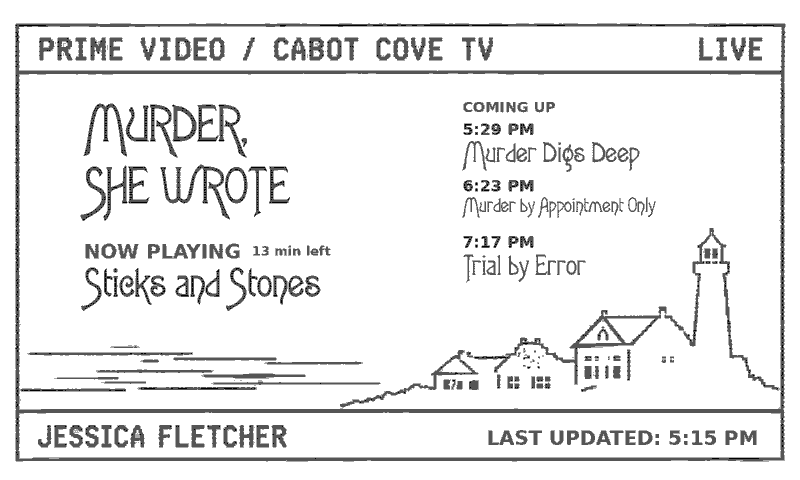 PRIME VIDEO / CABOT COVE TV
LIVE
MURDER,
SHE WROTE
NOW PLAYING 13 min left
Sticks and Stones
COMING UP
5:29 PM
Murder Digs Deep
6:23 PM
Murder by Appointment Only
7:17 PM
Trial by Error
JESSICA FLETCHER
LAST UPDATED: 5:15 PM